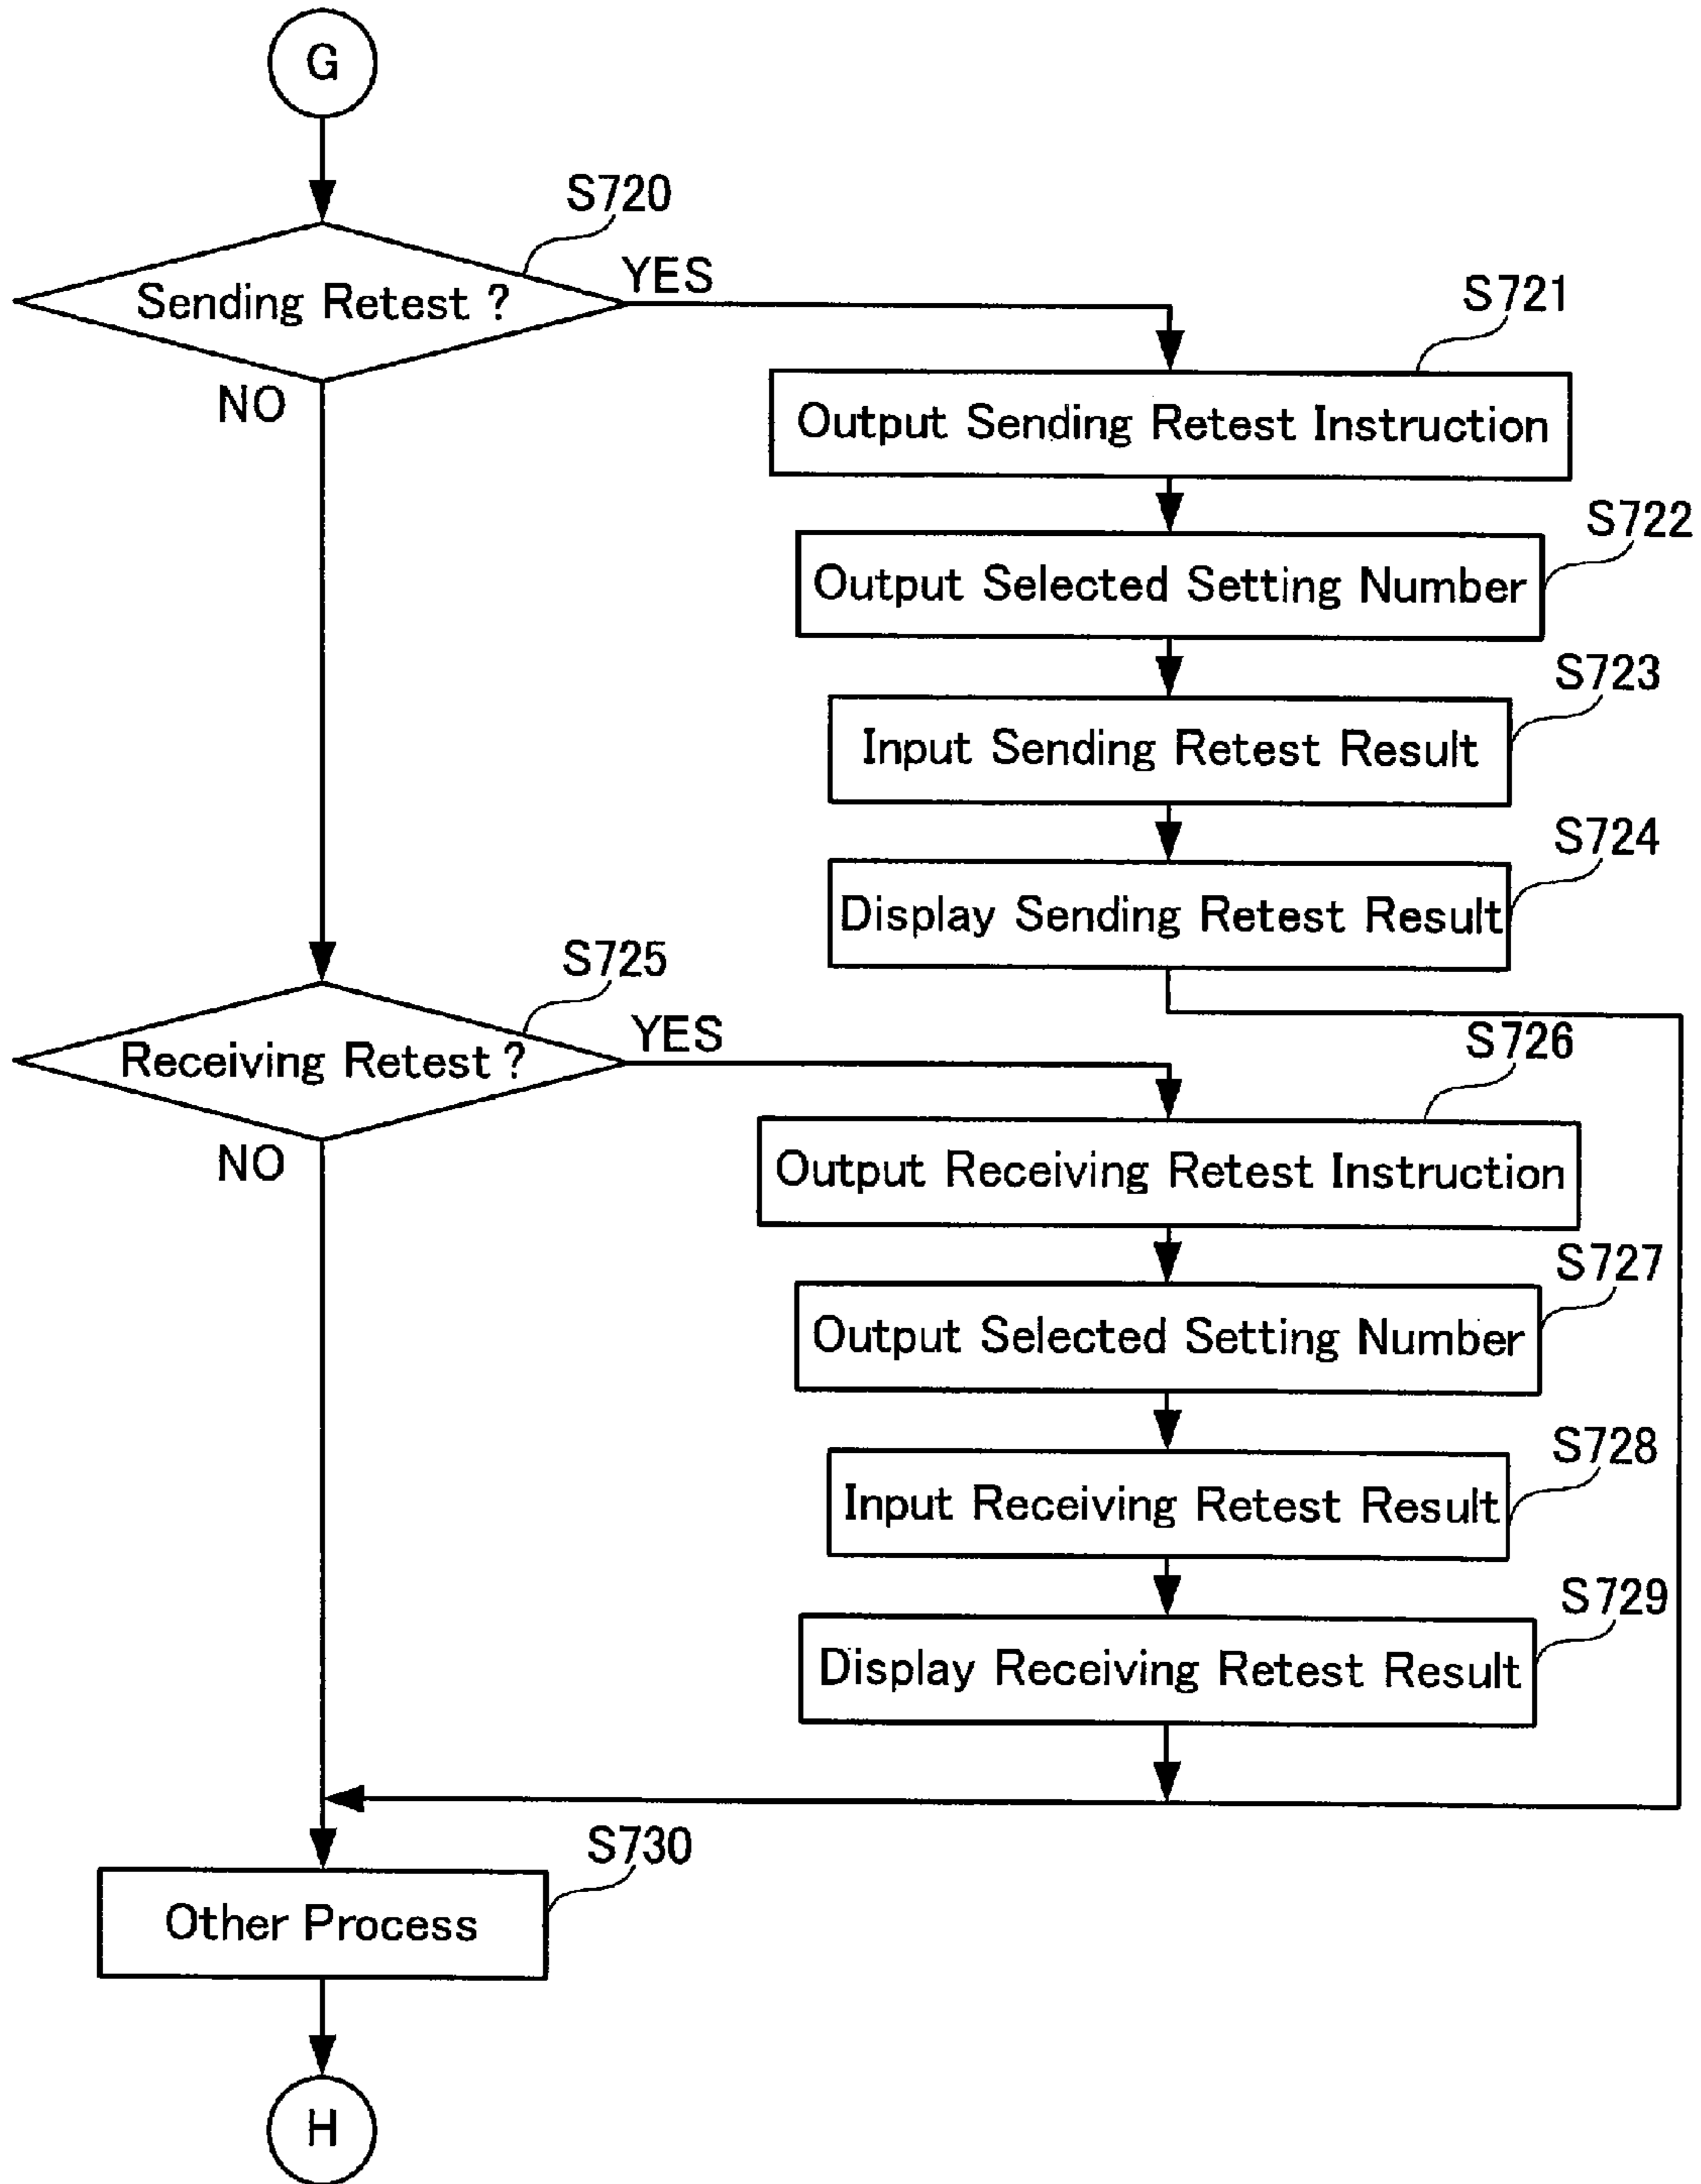 G
S720
Sending Retest ?
YES
NO
S721
Output Sending Retest Instruction
S722
Output Selected Setting Number
S723
Input Sending Retest Result
S724
Display Sending Retest Result
S725
Receiving Retest ?
YES
NO
S726
Output Receiving Retest Instruction
S727
Output Selected Setting Number
S728
Input Receiving Retest Result
S729
Display Receiving Retest Result
S730
Other Process
H